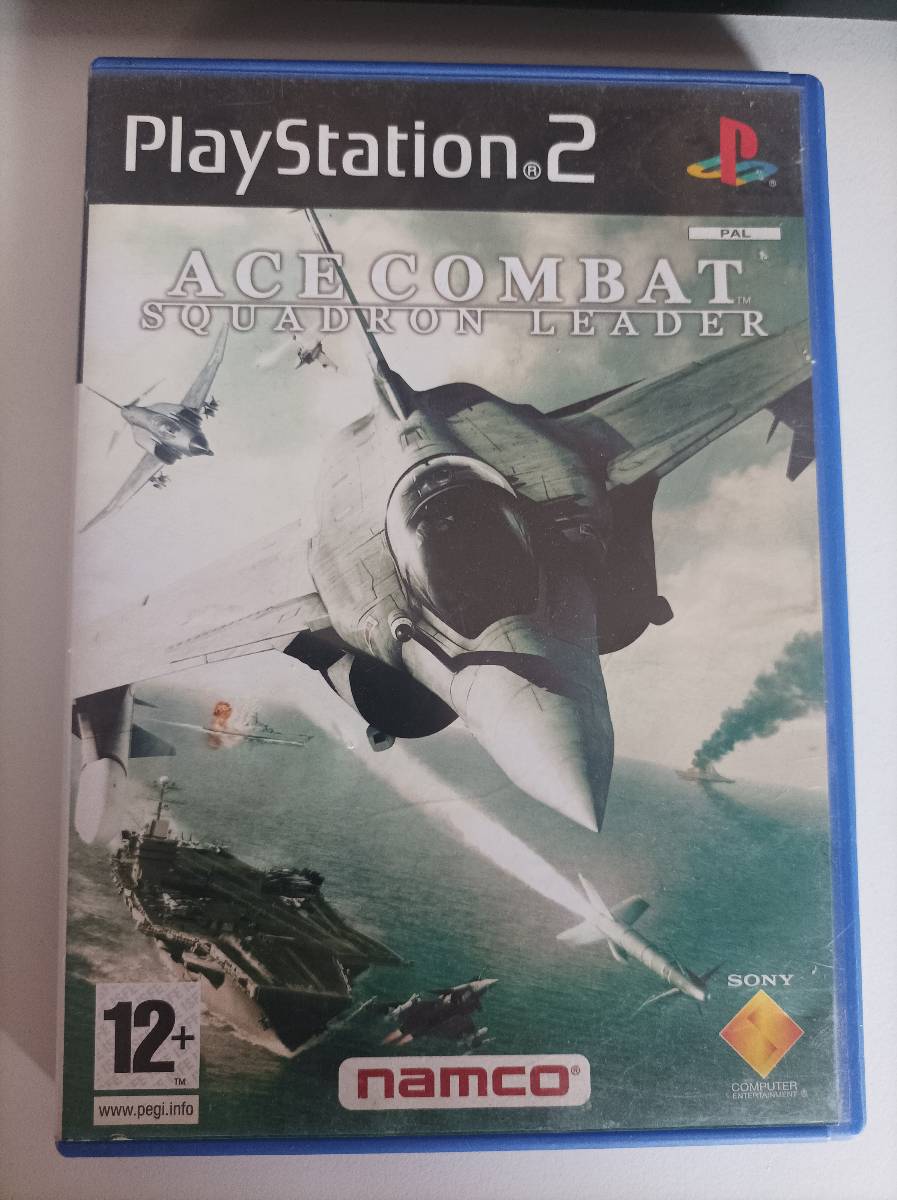 PlayStation®2
PAL
ACE COMBAT™
SQUADRON LEADER
12+™
www.pegi.info
namco®
SONY
COMPUTER
ENTERTAINMENT®